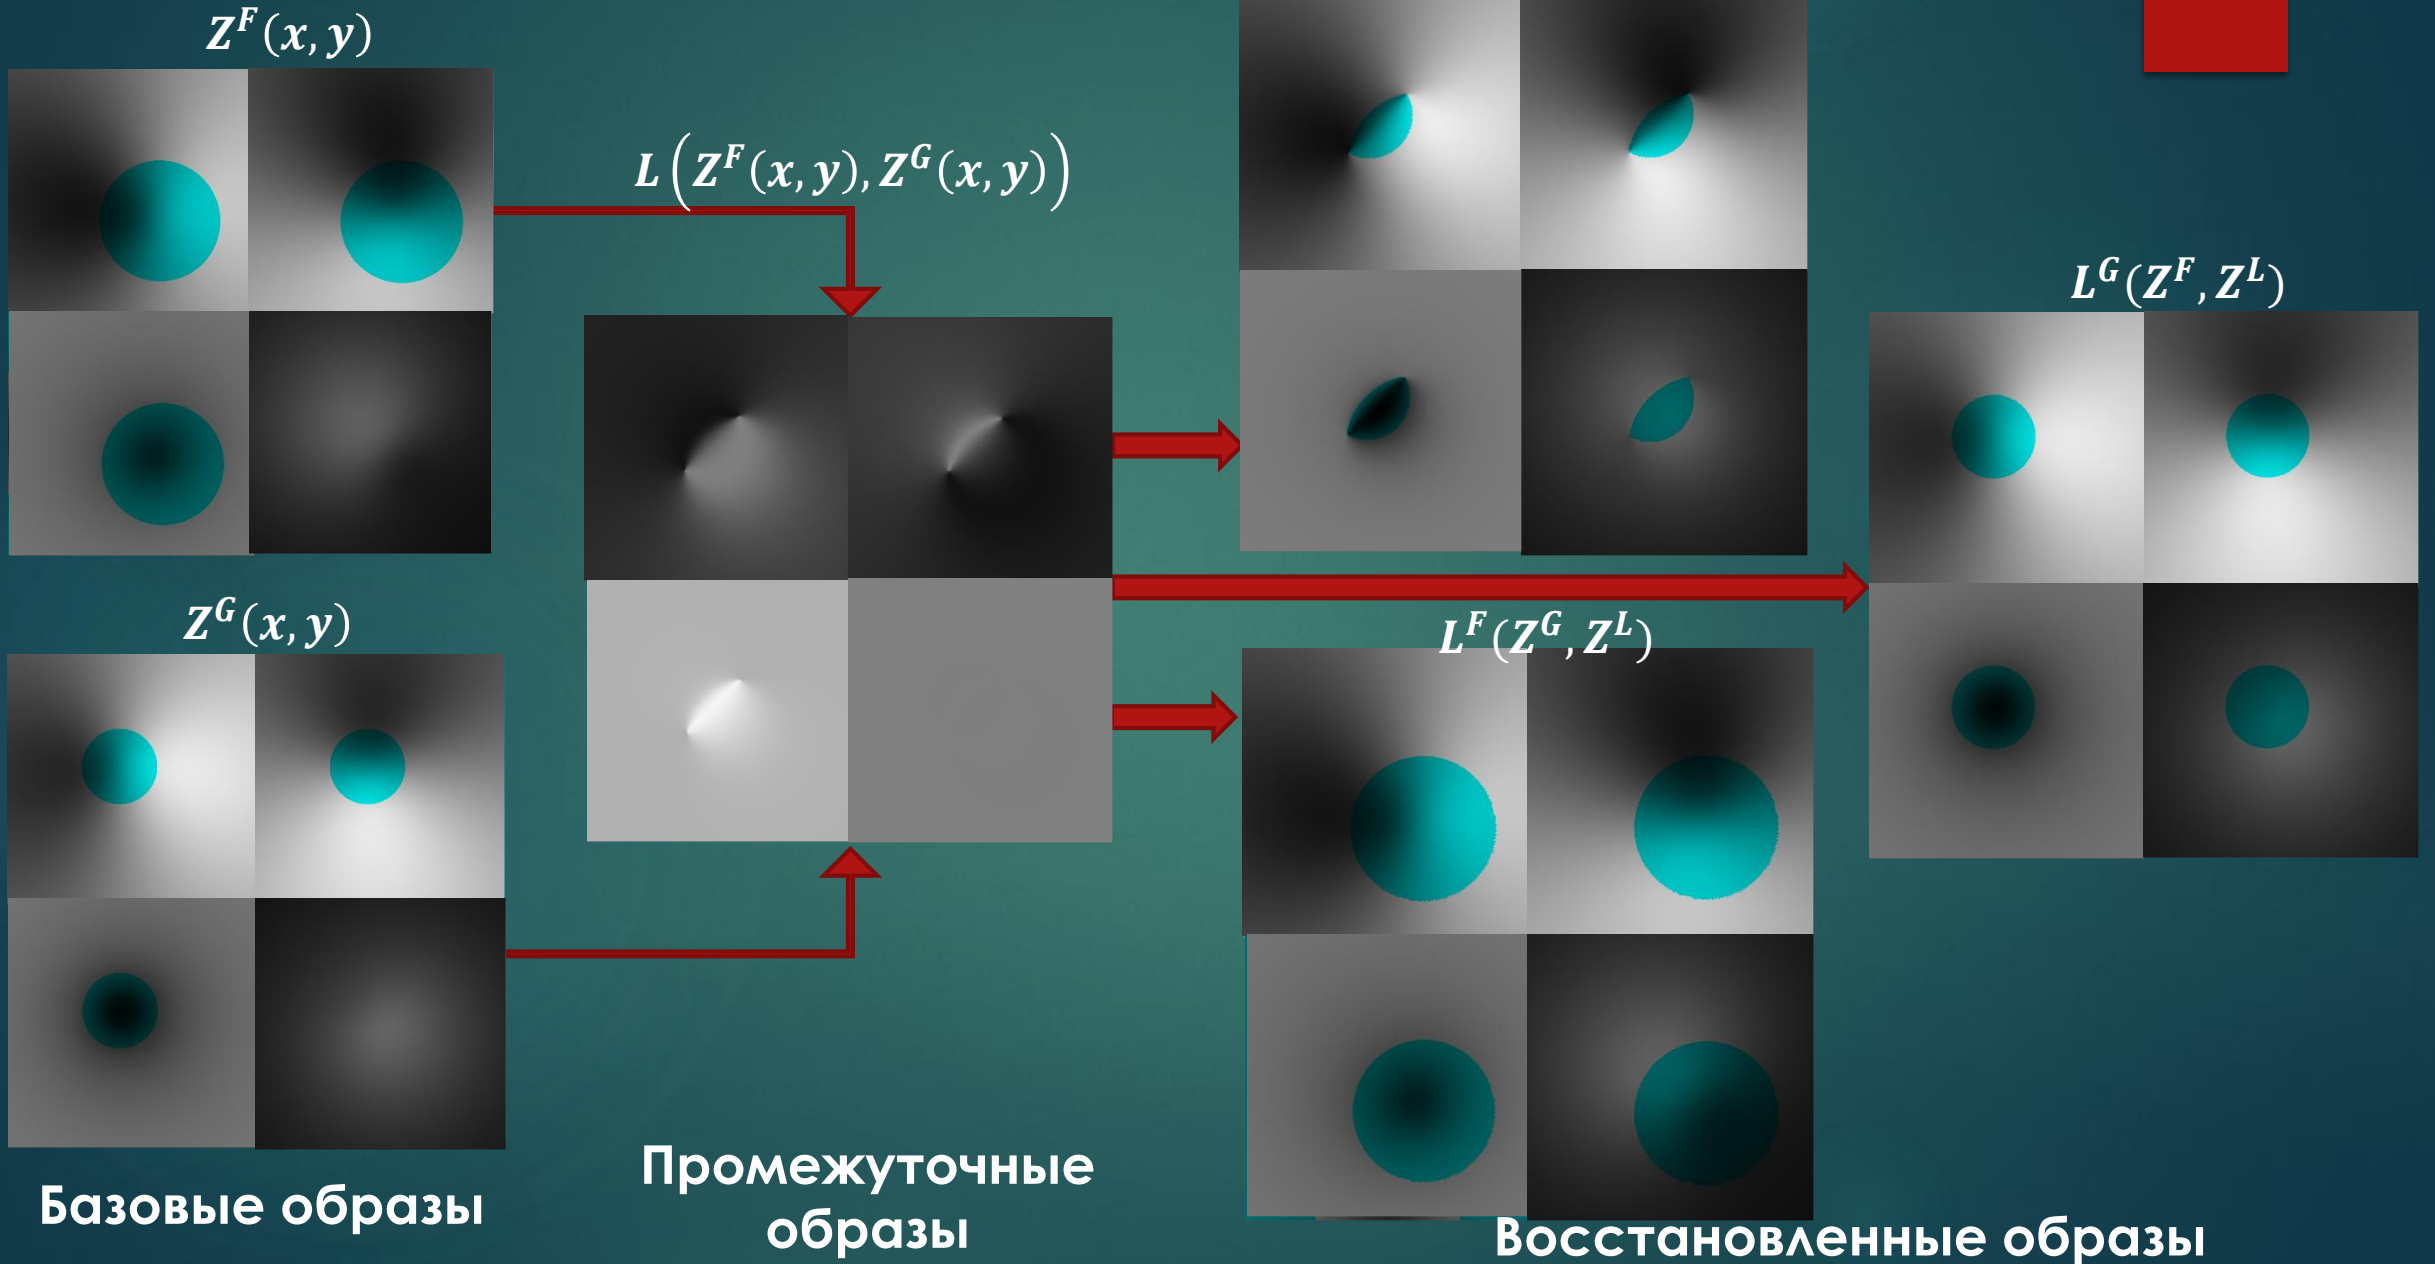 Z^F(x, y)
L(Z^F(x, y), Z^G(x, y))
L^G(Z^F, Z^L)
Z^G(x, y)
L^F(Z^G, Z^L)
Базовые образы
Промежуточные
образы
Восстановленные образы